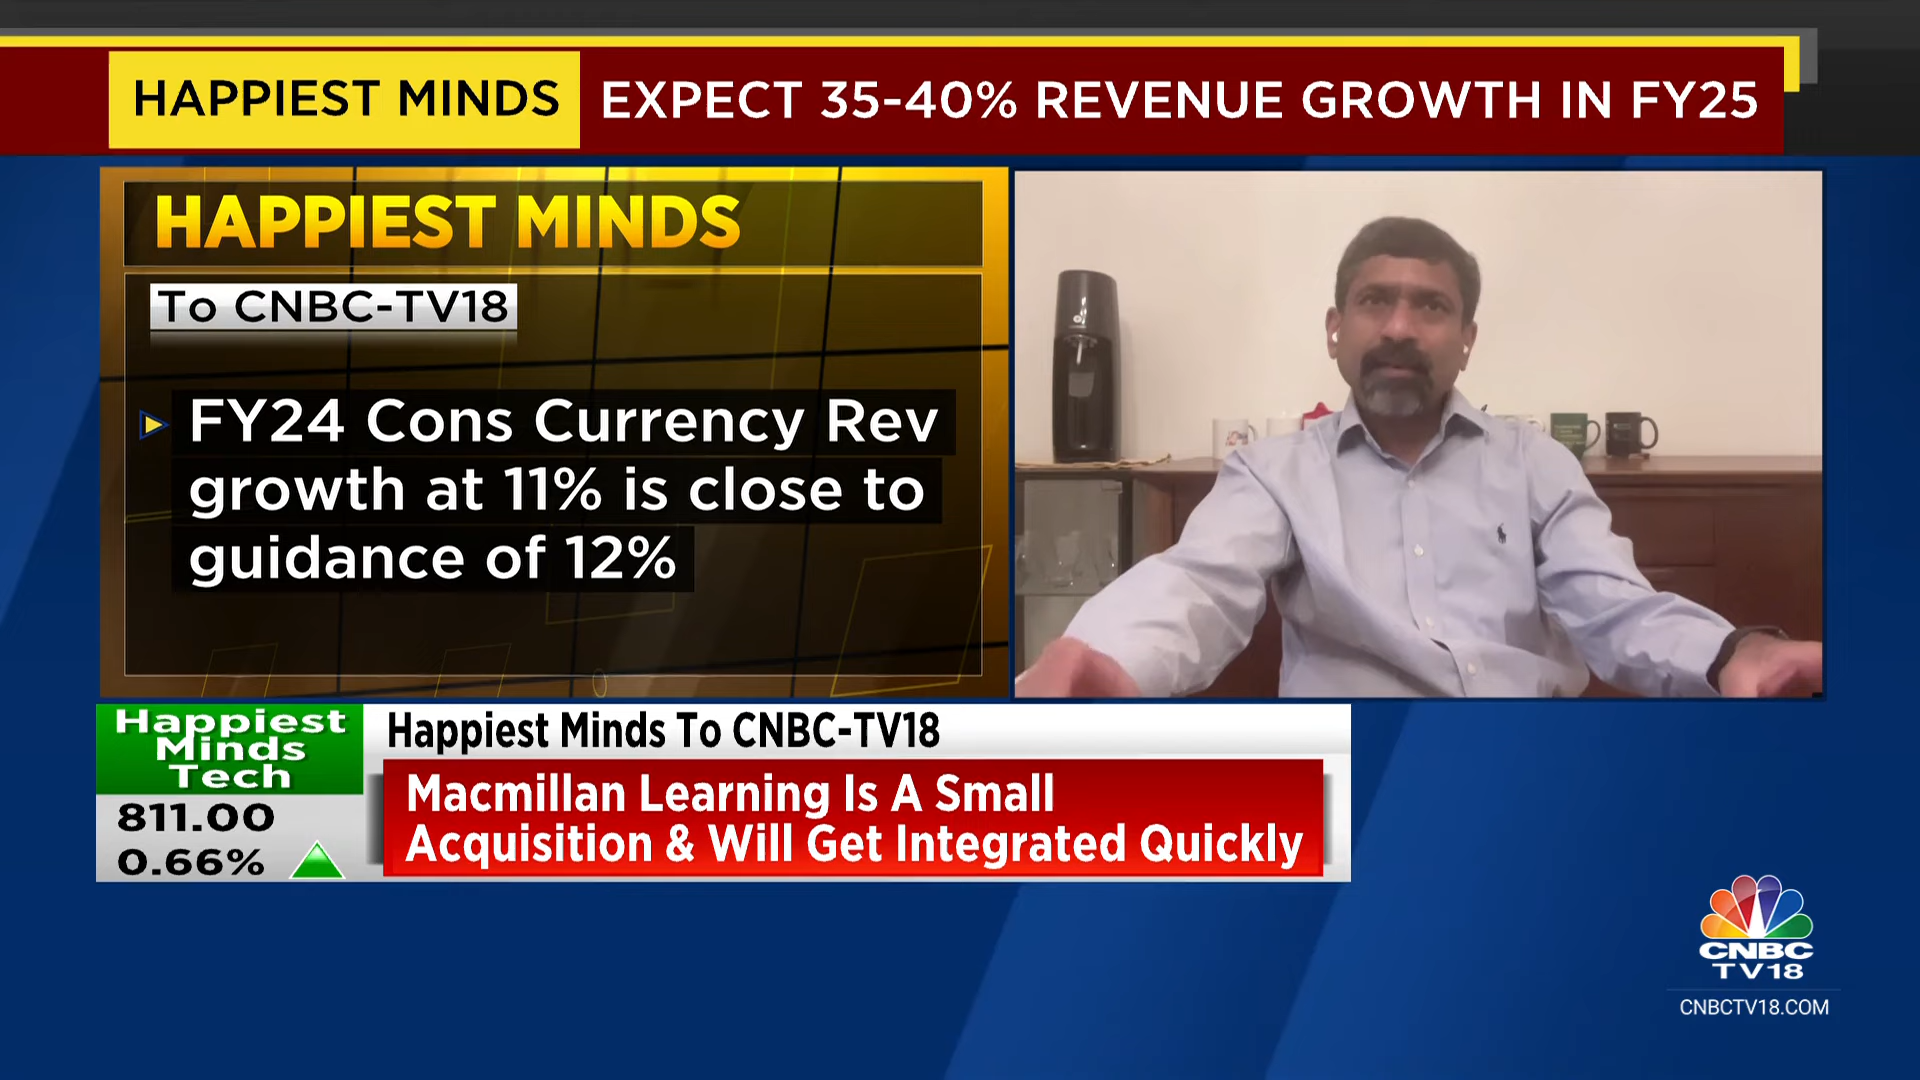 HAPPIEST MINDS
EXPECT 35-40% REVENUE GROWTH IN FY25
HAPPIEST MINDS
To CNBC-TV18
FY24 Cons Currency Rev
growth at 11% is close to
guidance of 12%
Happiest
Minds
Tech
811.00
0.66%
Happiest Minds To CNBC-TV18
Macmillan Learning Is A Small
Acquisition & Will Get Integrated Quickly
CNBC
TV18
CNBCTV18.COM